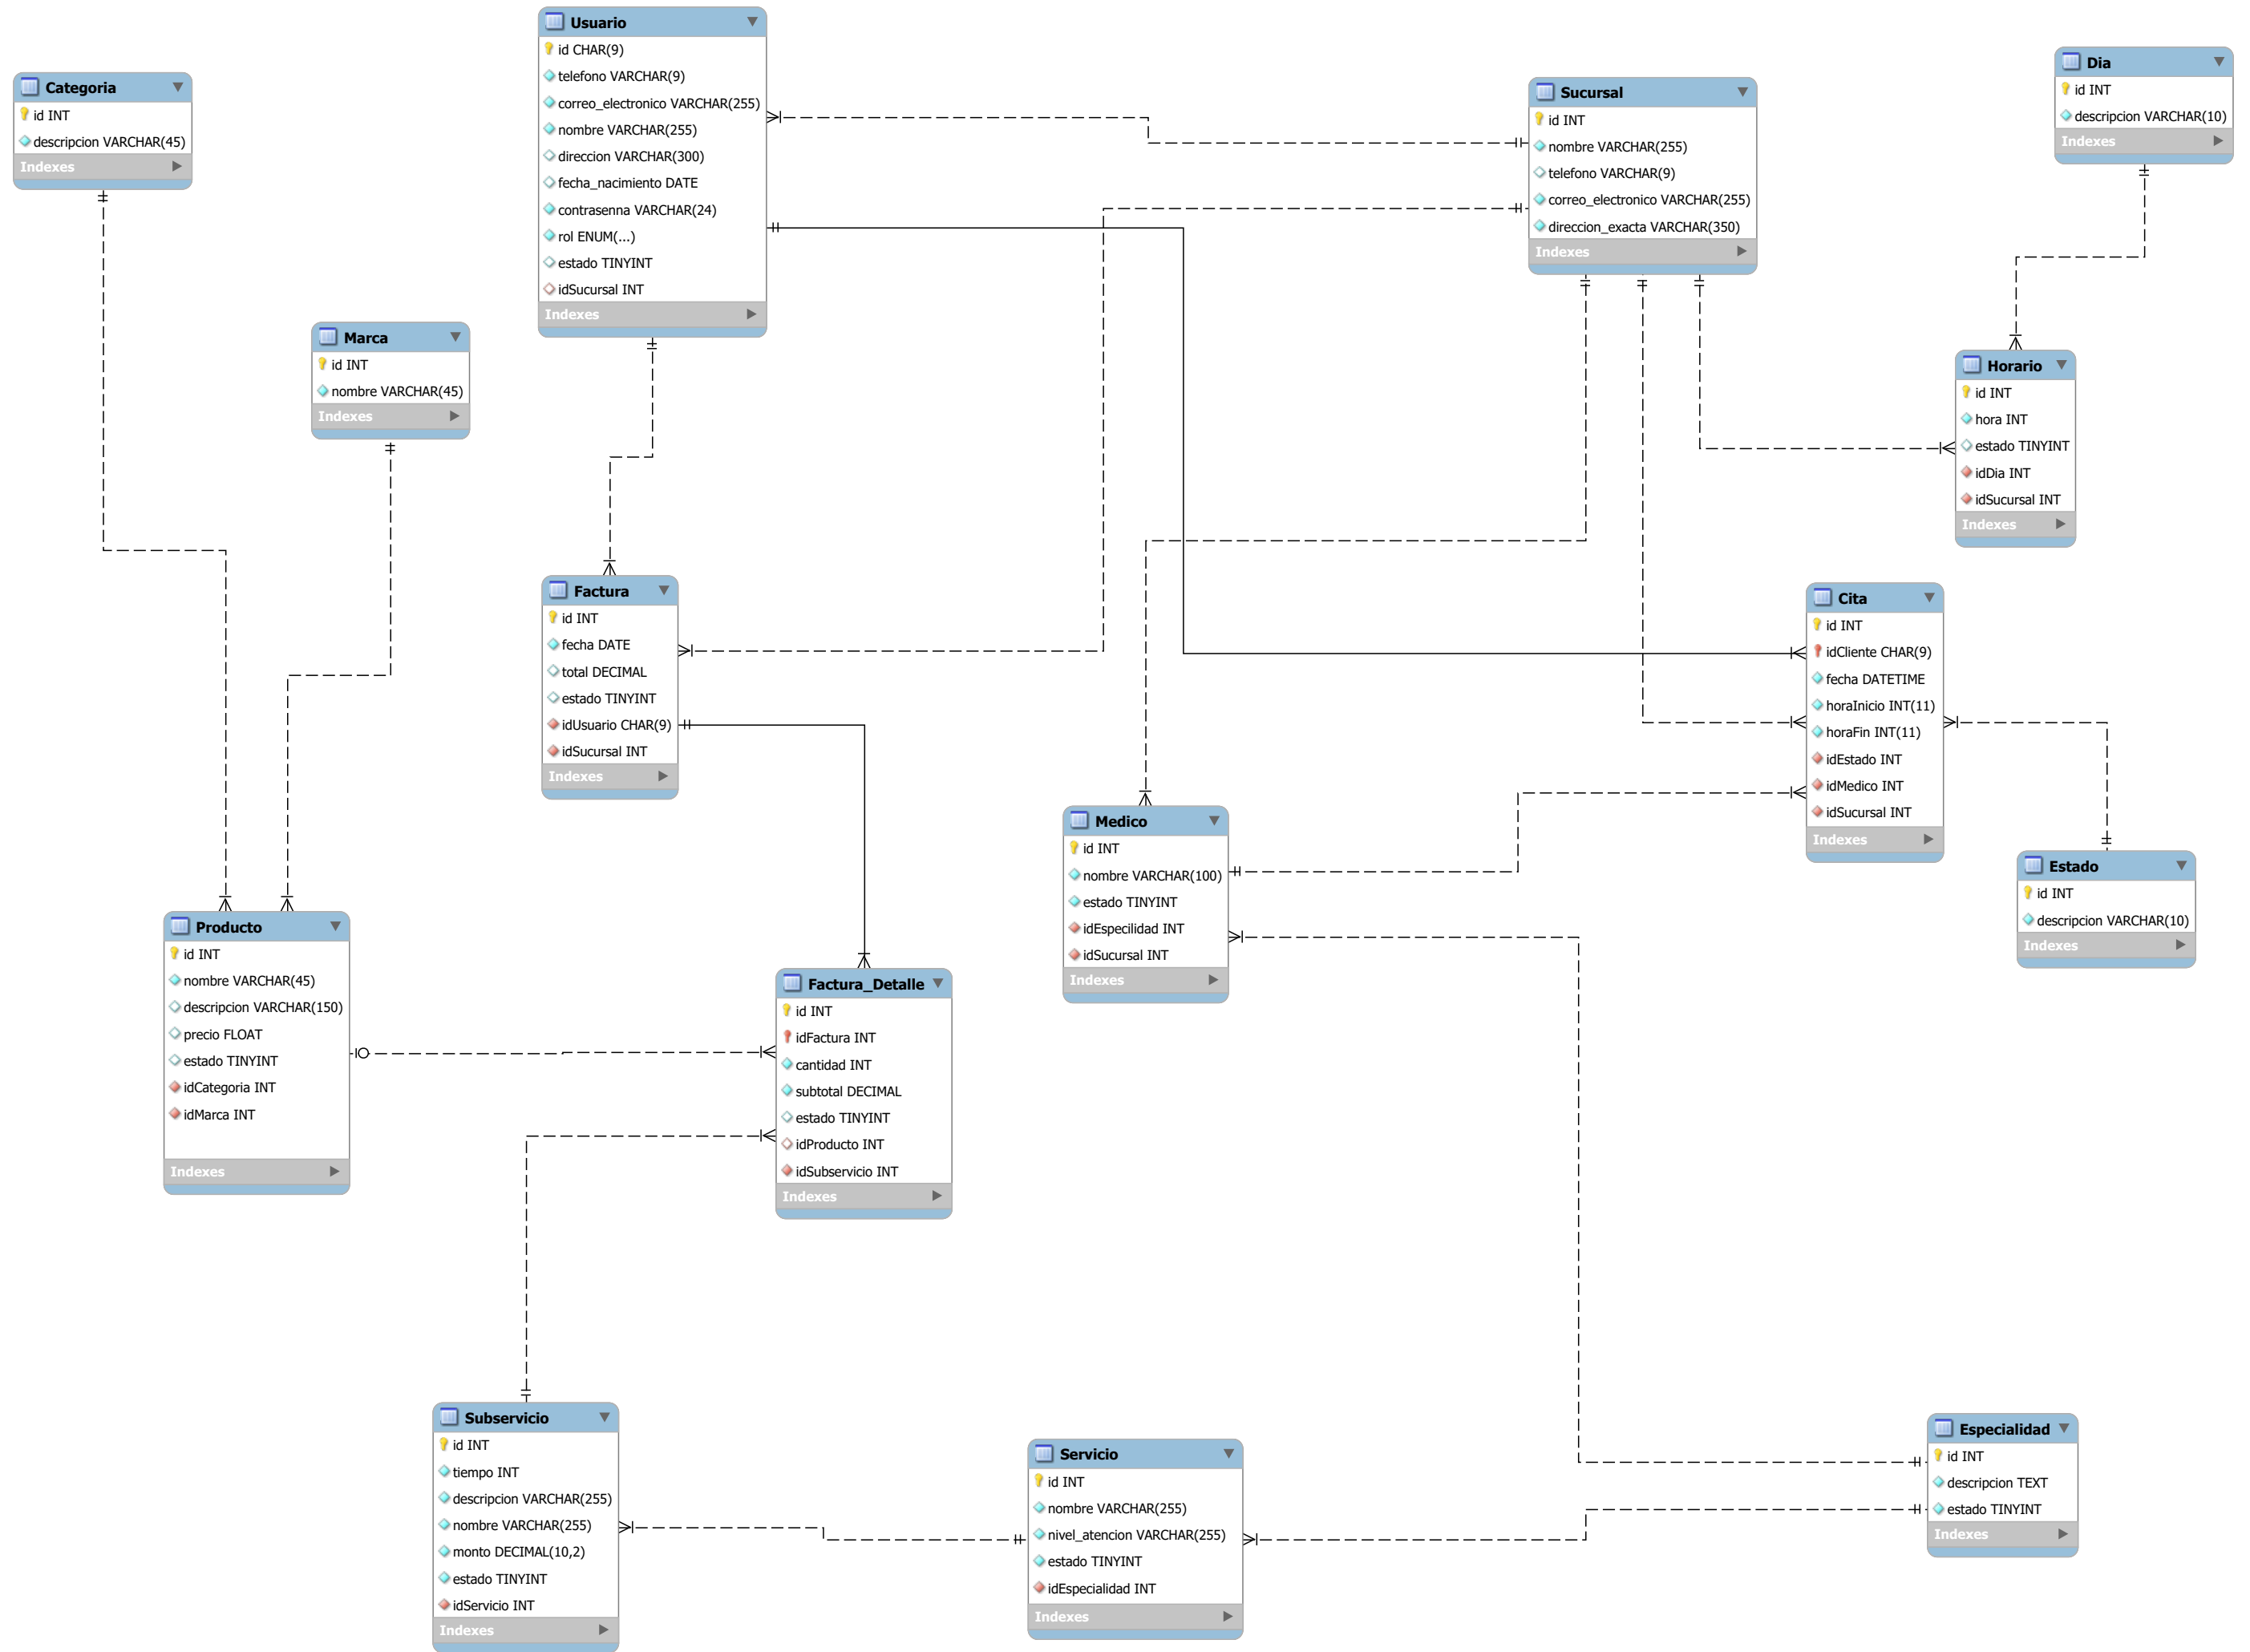 Usuario
id CHAR(9)
telefono VARCHAR(9)
correo_electronico VARCHAR(255)
nombre VARCHAR(255)
direccion VARCHAR(300)
fecha_nacimiento DATE
contrasenna VARCHAR(24)
rol ENUM(...)
estado TINYINT
idSucursal INT
Indexes
Categoria
id INT
descripcion VARCHAR(45)
Indexes
Sucursal
id INT
nombre VARCHAR(255)
telefono VARCHAR(9)
correo_electronico VARCHAR(255)
direccion_exacta VARCHAR(350)
Indexes
Dia
id INT
descripcion VARCHAR(10)
Indexes
Marca
id INT
nombre VARCHAR(45)
Indexes
Horario
id INT
hora INT
estado TINYINT
idDia INT
idSucursal INT
Indexes
Factura
id INT
fecha DATE
total DECIMAL
estado TINYINT
idUsuario CHAR(9)
idSucursal INT
Indexes
Cita
id INT
idCliente CHAR(9)
fecha DATETIME
horaInicio INT(11)
horaFin INT(11)
idEstado INT
idMedico INT
idSucursal INT
Indexes
Medico
id INT
nombre VARCHAR(100)
estado TINYINT
idEspecilidad INT
idSucursal INT
Indexes
Estado
id INT
descripcion VARCHAR(10)
Indexes
Producto
id INT
nombre VARCHAR(45)
descripcion VARCHAR(150)
precio FLOAT
estado TINYINT
idCategoria INT
idMarca INT
Indexes
Factura_Detalle
id INT
idFactura INT
cantidad INT
subtotal DECIMAL
estado TINYINT
idProducto INT
idSubservicio INT
Indexes
Subservicio
id INT
tiempo INT
descripcion VARCHAR(255)
nombre VARCHAR(255)
monto DECIMAL(10,2)
estado TINYINT
idServicio INT
Indexes
Servicio
id INT
nombre VARCHAR(255)
nivel_atencion VARCHAR(255)
estado TINYINT
idEspecialidad INT
Indexes
Especialidad
id INT
descripcion TEXT
estado TINYINT
Indexes